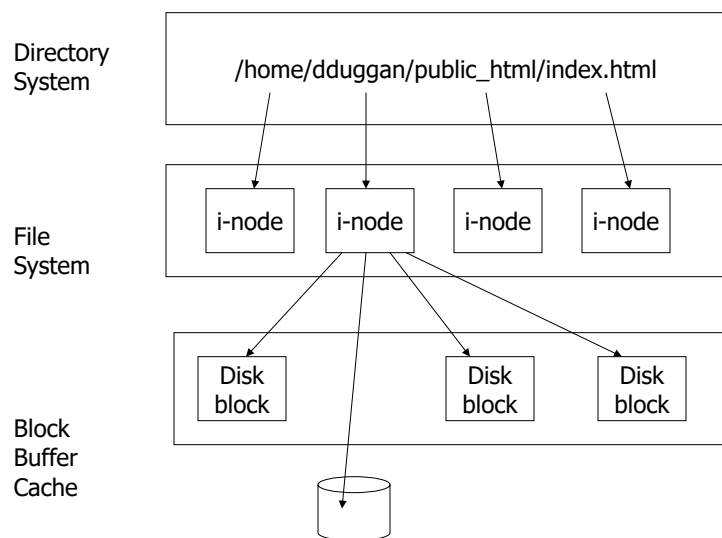 Directory
System
/home/dduggan/public_html/index.html
File
System
i-node
i-node
i-node
i-node
Block
Buffer
Cache
Disk
block
Disk
block
Disk
block